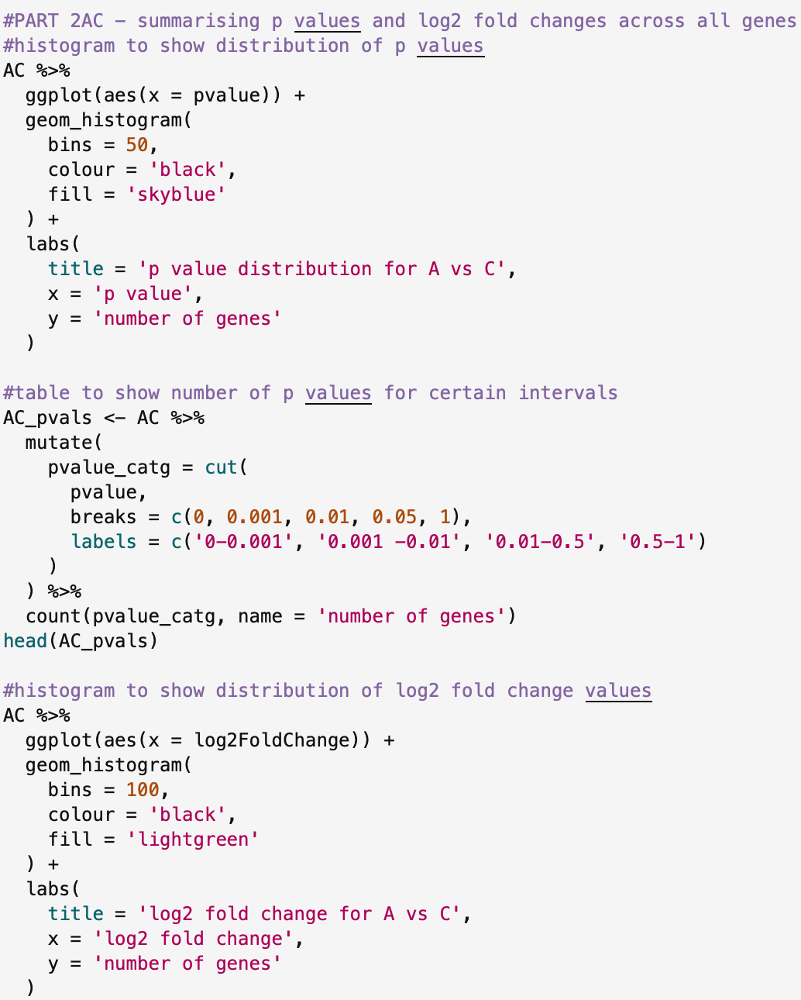 #PART 2AC – summarising p values and log2 fold changes across all genes
#histogram to show distribution of p values
AC %>%
  ggplot(aes(x = pvalue)) +
  geom_histogram(
    bins = 50,
    colour = 'black',
    fill = 'skyblue'
  ) +
  labs(
    title = 'p value distribution for A vs C',
    x = 'p value',
    y = 'number of genes'
  )

#table to show number of p values for certain intervals
AC_pvals <- AC %>%
  mutate(
    pvalue_catg = cut(
      pvalue,
      breaks = c(0, 0.001, 0.01, 0.05, 1),
      labels = c('0-0.001', '0.001 -0.01', '0.01-0.5', '0.5-1')
    )
  ) %>%
  count(pvalue_catg, name = 'number of genes')
head(AC_pvals)

#histogram to show distribution of log2 fold change values
AC %>%
  ggplot(aes(x = log2FoldChange)) +
  geom_histogram(
    bins = 100,
    colour = 'black',
    fill = 'lightgreen'
  ) +
  labs(
    title = 'log2 fold change for A vs C',
    x = 'log2 fold change',
    y = 'number of genes'
  )